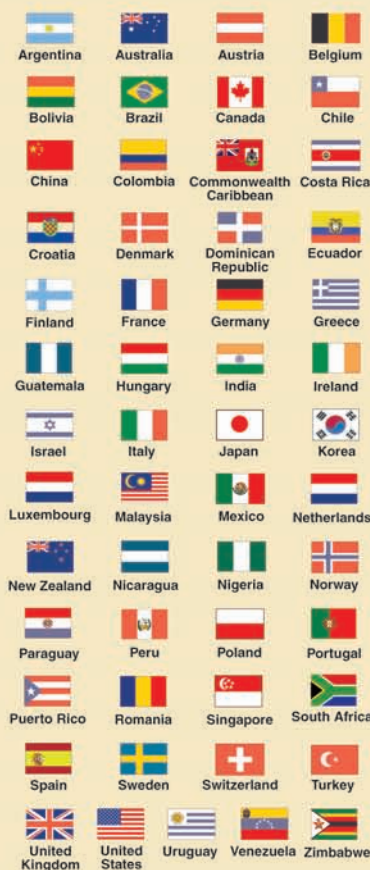 Argentina Australia Austria Belgium
Bolivia Brazil Canada Chile
China Colombia Commonwealth Caribbean Costa Rica
Croatia Denmark Dominican Republic Ecuador
Finland France Germany Greece
Guatemala Hungary India Ireland
Israel Italy Japan Korea
Luxembourg Malaysia Mexico Netherlands
New Zealand Nicaragua Nigeria Norway
Paraguay Peru Poland Portugal
Puerto Rico Romania Singapore South Africa
Spain Sweden Switzerland Turkey
United Kingdom United States Uruguay Venezuela Zimbabwe